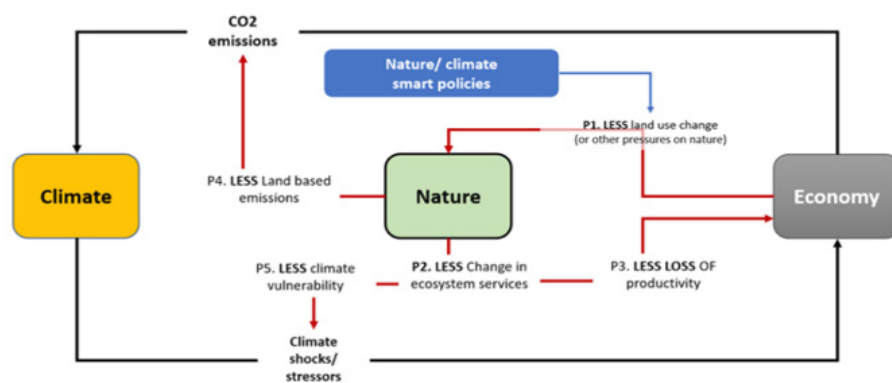 CO2
emissions
Nature/ climate
smart policies
P1. LESS land use change
(or other pressures on nature)
Climate
P4. LESS Land based
emissions
Nature
Economy
P5. LESS climate
vulnerability
P2. LESS Change in
ecosystem services
P3. LESS LOSS OF
productivity
Climate
shocks/
stressors